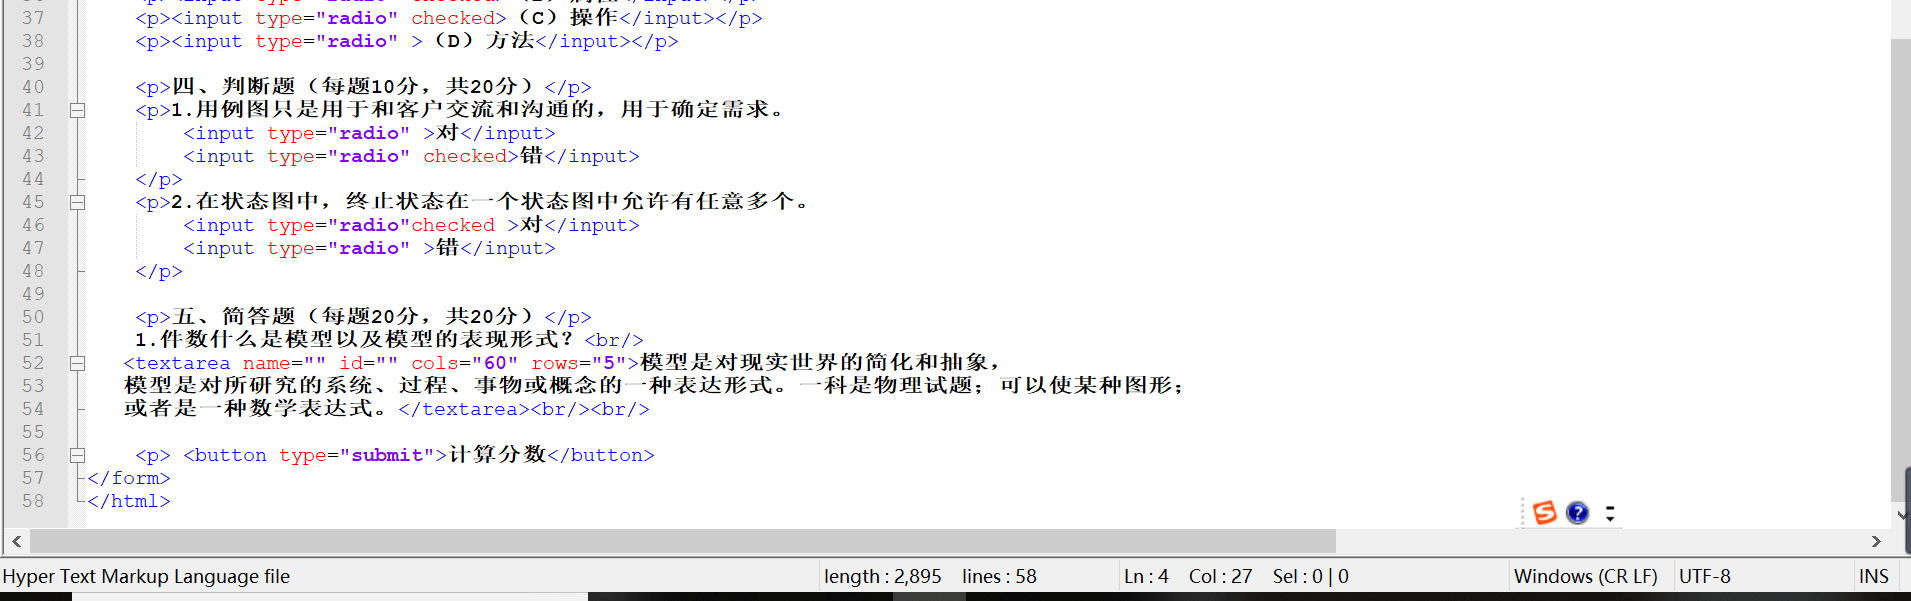 37 <p><input type="radio" checked>（C）操作</input></p>
38 <p><input type="radio" >（D）方法</input></p>
39
40 <p>四、判断题（每题10分，共20分）</p>
41 <p>1.用例图只是用于和客户交流和沟通的，用于确定需求。
42 <input type="radio" >对</input>
43 <input type="radio" checked>错</input>
44 </p>
45 <p>2.在状态图中，终止状态在一个状态图中允许有任意多个。
46 <input type="radio"checked >对</input>
47 <input type="radio" >错</input>
48 </p>
49
50 <p>五、简答题（每题20分，共20分）</p>
51 1.件数什么是模型以及模型的表现形式？<br/>
52 <textarea name="" id="" cols="60" rows="5">模型是对现实世界的简化和抽象，
53 模型是对所研究的系统、过程、事物或概念的一种表达形式。一科是物理试题；可以使某种图形；
54 或者是一种数学表达式。</textarea><br/><br/>
55
56 <p> <button type="submit">计算分数</button>
57 </form>
58 </html>
Hyper Text Markup Language file length : 2,895 lines : 58 Ln : 4 Col : 27 Sel : 0 | 0 Windows (CR LF) UTF-8 INS